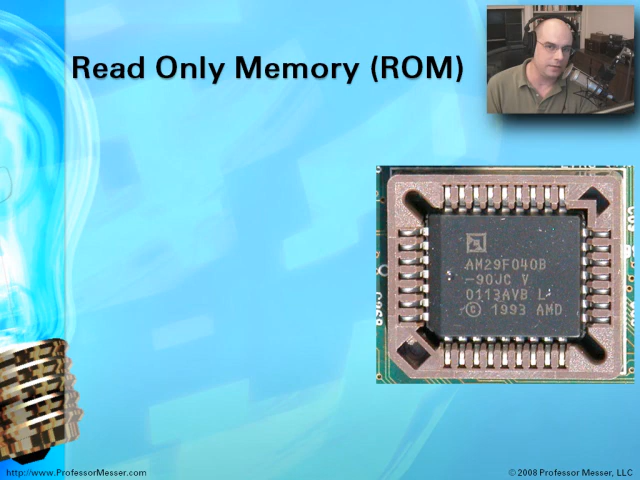 Read Only Memory (ROM)
AM29F040B
-90JC V
0113AVB L
© 1993 AMD
http://www.ProfessorMesser.com
© 2008 Professor Messer, LLC